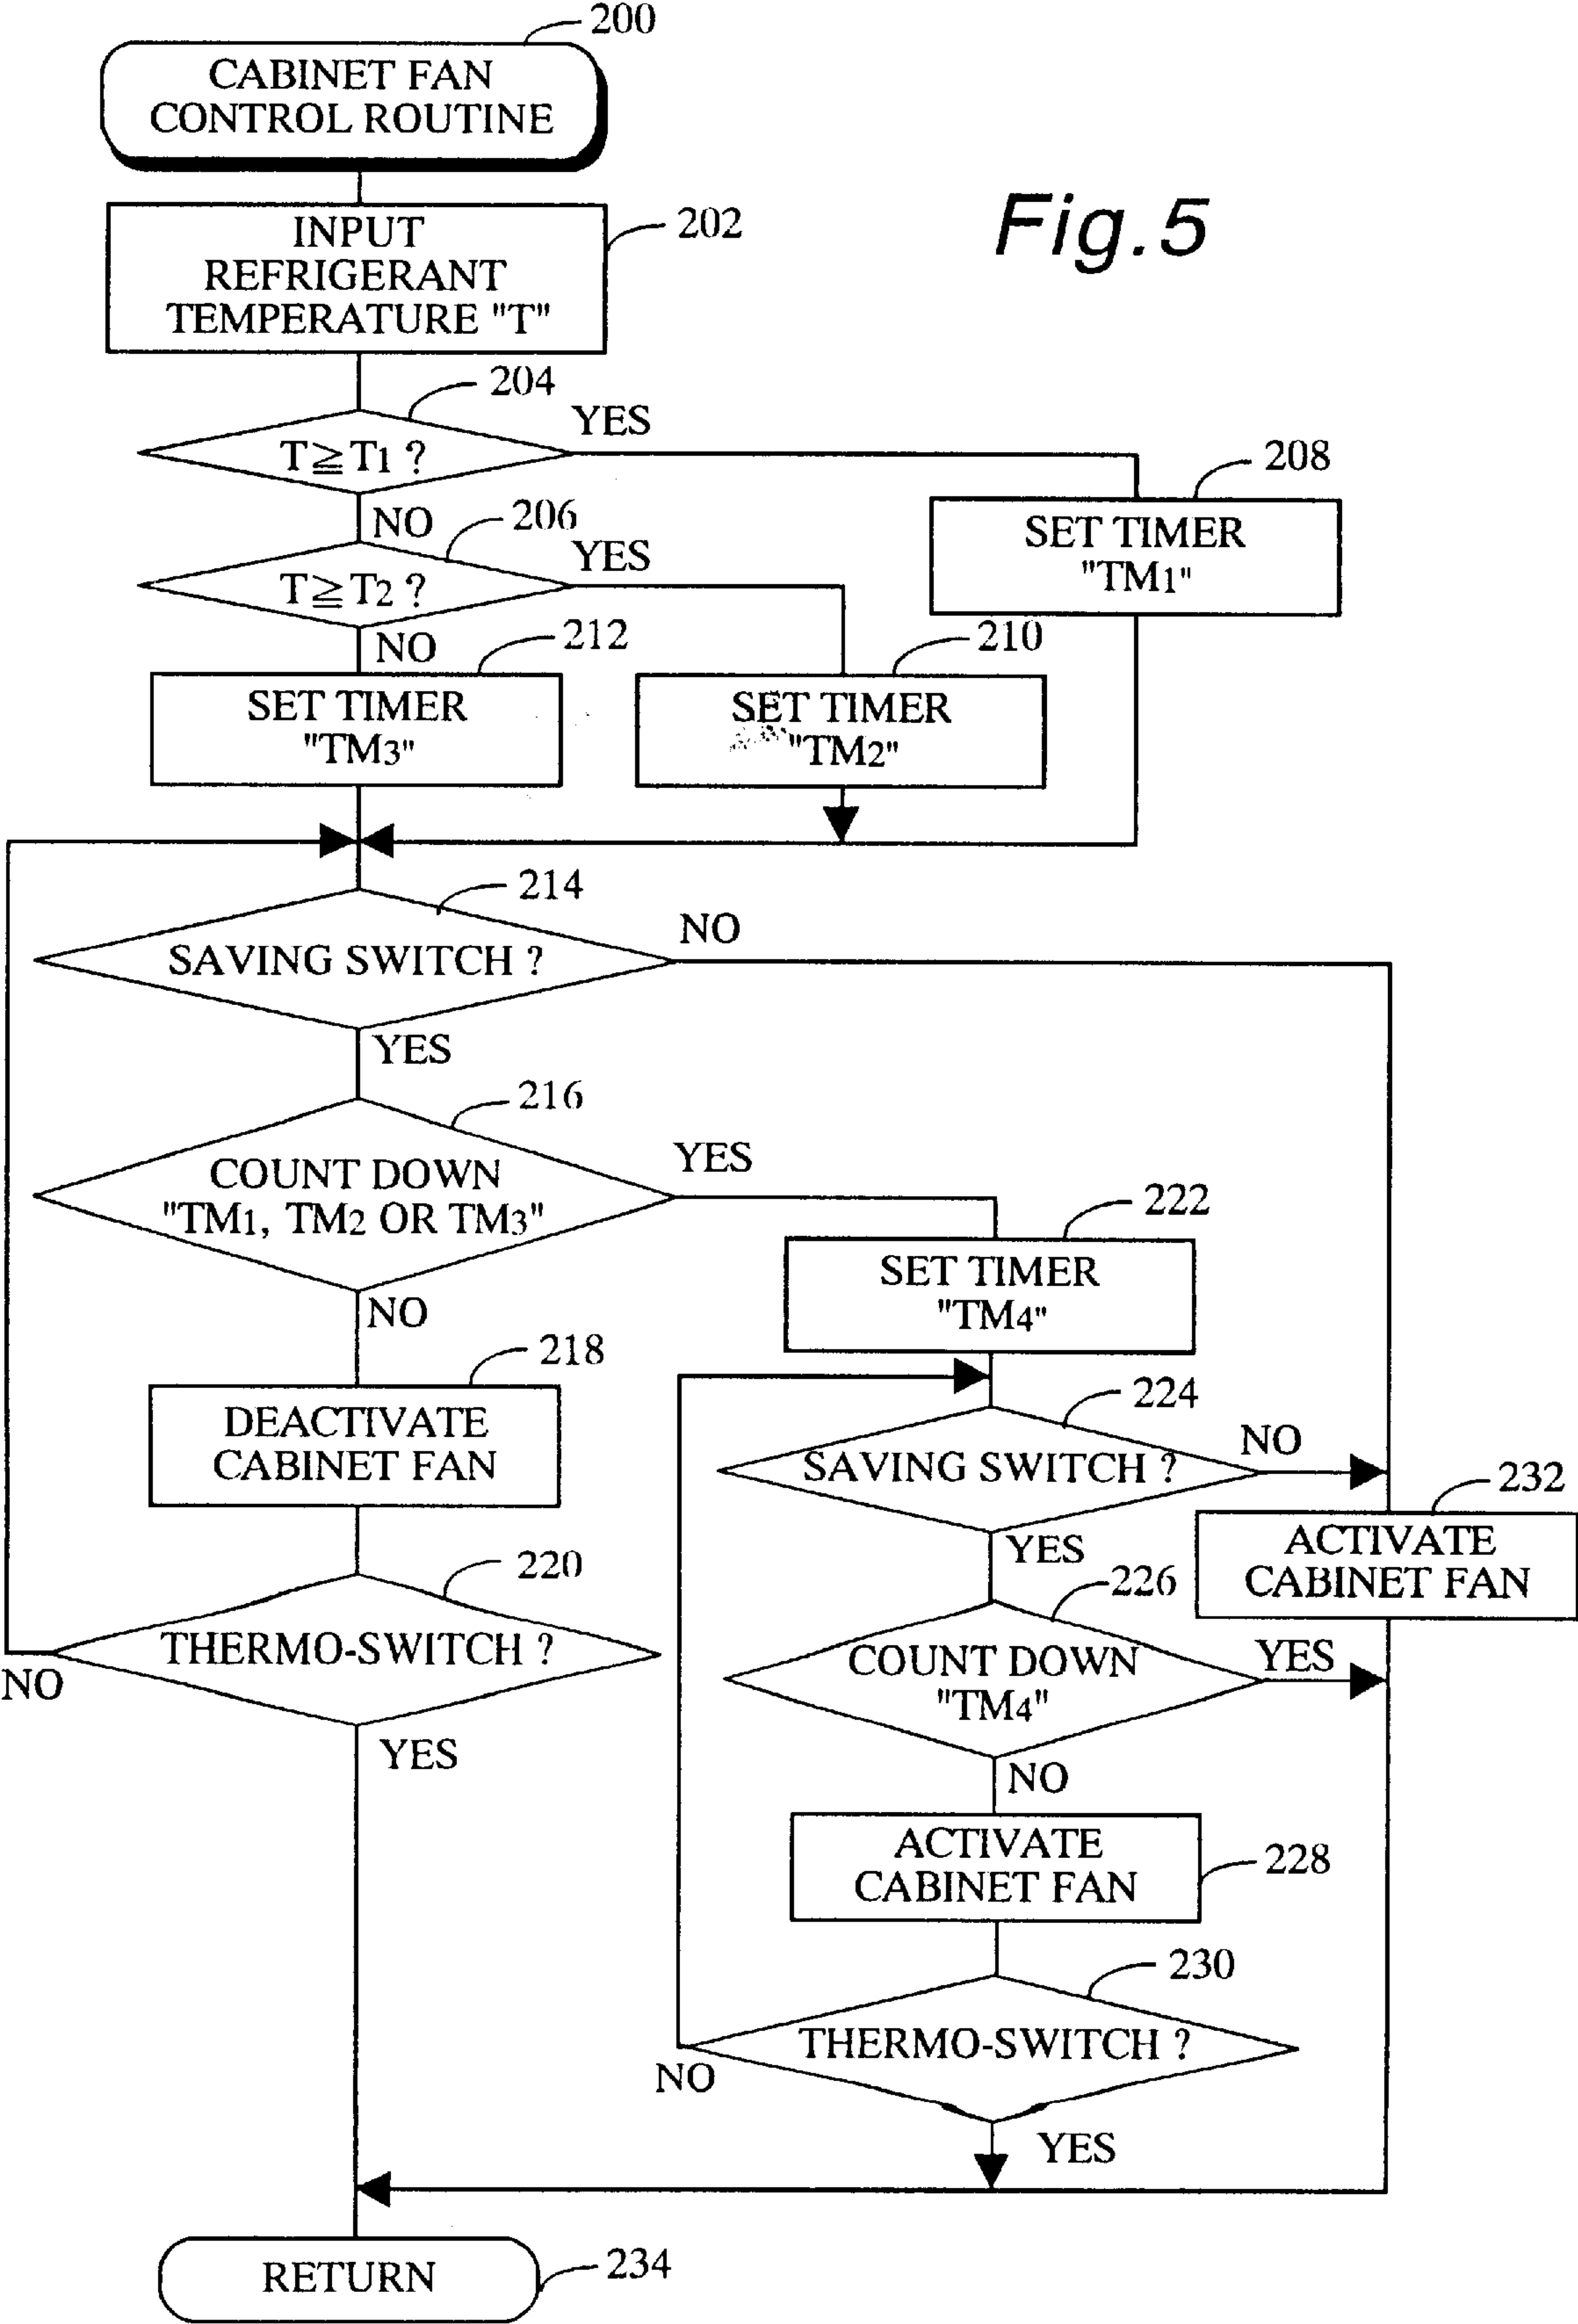 200
CABINET FAN
CONTROL ROUTINE
Fig.5
202
INPUT
REFRIGERANT
TEMPERATURE "T"
204
T≧T1 ?
YES
NO
208
SET TIMER
"TM1"
206
T≧T2 ?
YES
NO
212
SET TIMER
"TM3"
210
SET TIMER
"TM2"
214
SAVING SWITCH ?
NO
YES
216
COUNT DOWN
"TM1, TM2 OR TM3"
YES
NO
222
SET TIMER
"TM4"
218
DEACTIVATE
CABINET FAN
224
SAVING SWITCH ?
NO
YES
232
ACTIVATE
CABINET FAN
220
THERMO-SWITCH ?
NO
YES
226
COUNT DOWN
"TM4"
YES
NO
228
ACTIVATE
CABINET FAN
230
THERMO-SWITCH ?
NO
YES
RETURN
234